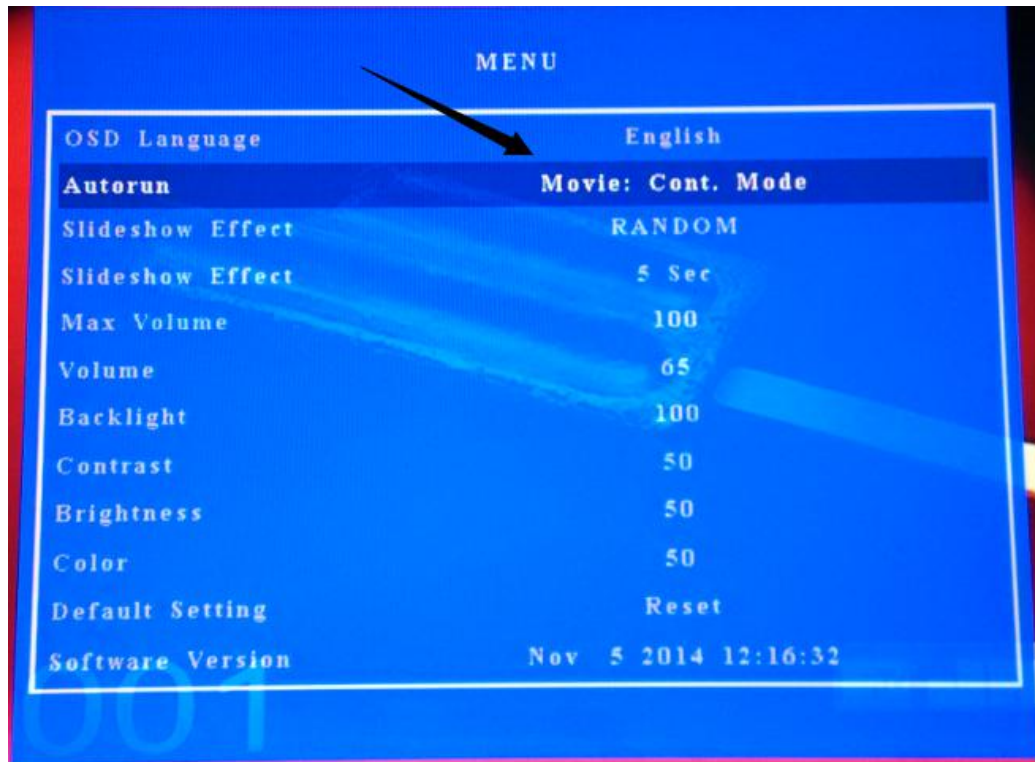 MENU
OSD Language English
Autorun Movie: Cont. Mode
Slideshow Effect RANDOM
Slideshow Effect 5 Sec
Max Volume 100
Volume 65
Backlight 100
Contrast 50
Brightness 50
Color 50
Default Setting Reset
Software Version Nov 5 2014 12:16:32
001